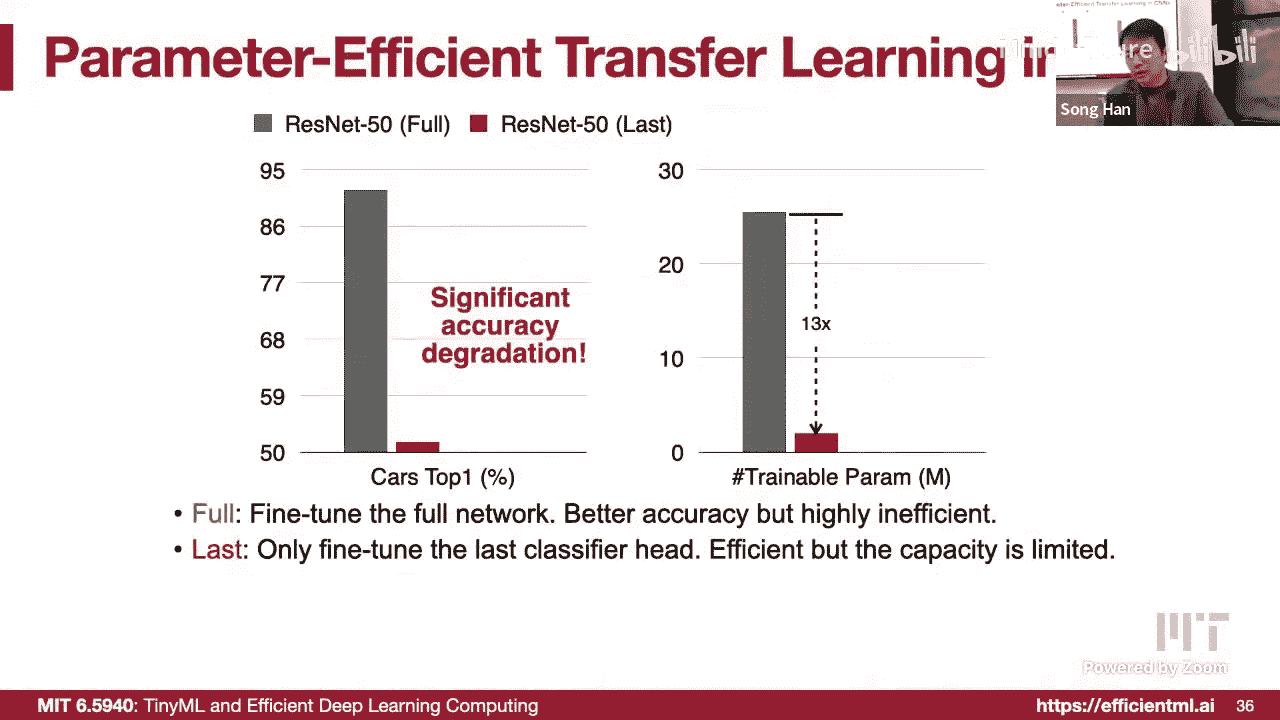 Parameter-Efficient Transfer Learning in
bilibili
Song Han
ResNet-50 (Full)
ResNet-50 (Last)
95
86
77
68
59
50
Significant
accuracy
degradation!
Cars Top1 (%)
30
20
10
0
13x
#Trainable Param (M)
• Full: Fine-tune the full network. Better accuracy but highly inefficient.
• Last: Only fine-tune the last classifier head. Efficient but the capacity is limited.
MIT
Powered by Zoom
MIT 6.5940: TinyML and Efficient Deep Learning Computing
https://efficientml.ai
36